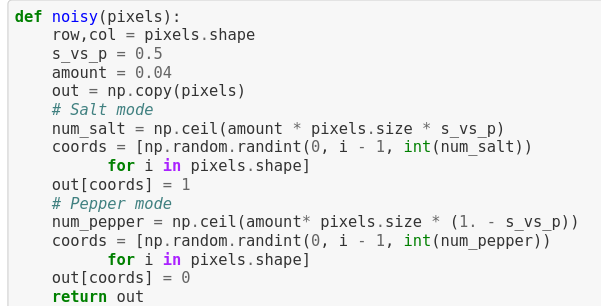 def noisy(pixels):
    row,col = pixels.shape
    s_vs_p = 0.5
    amount = 0.04
    out = np.copy(pixels)
    # Salt mode
    num_salt = np.ceil(amount * pixels.size * s_vs_p)
    coords = [np.random.randint(0, i - 1, int(num_salt))
          for i in pixels.shape]
    out[coords] = 1
    # Pepper mode
    num_pepper = np.ceil(amount* pixels.size * (1. - s_vs_p))
    coords = [np.random.randint(0, i - 1, int(num_pepper))
          for i in pixels.shape]
    out[coords] = 0
    return out